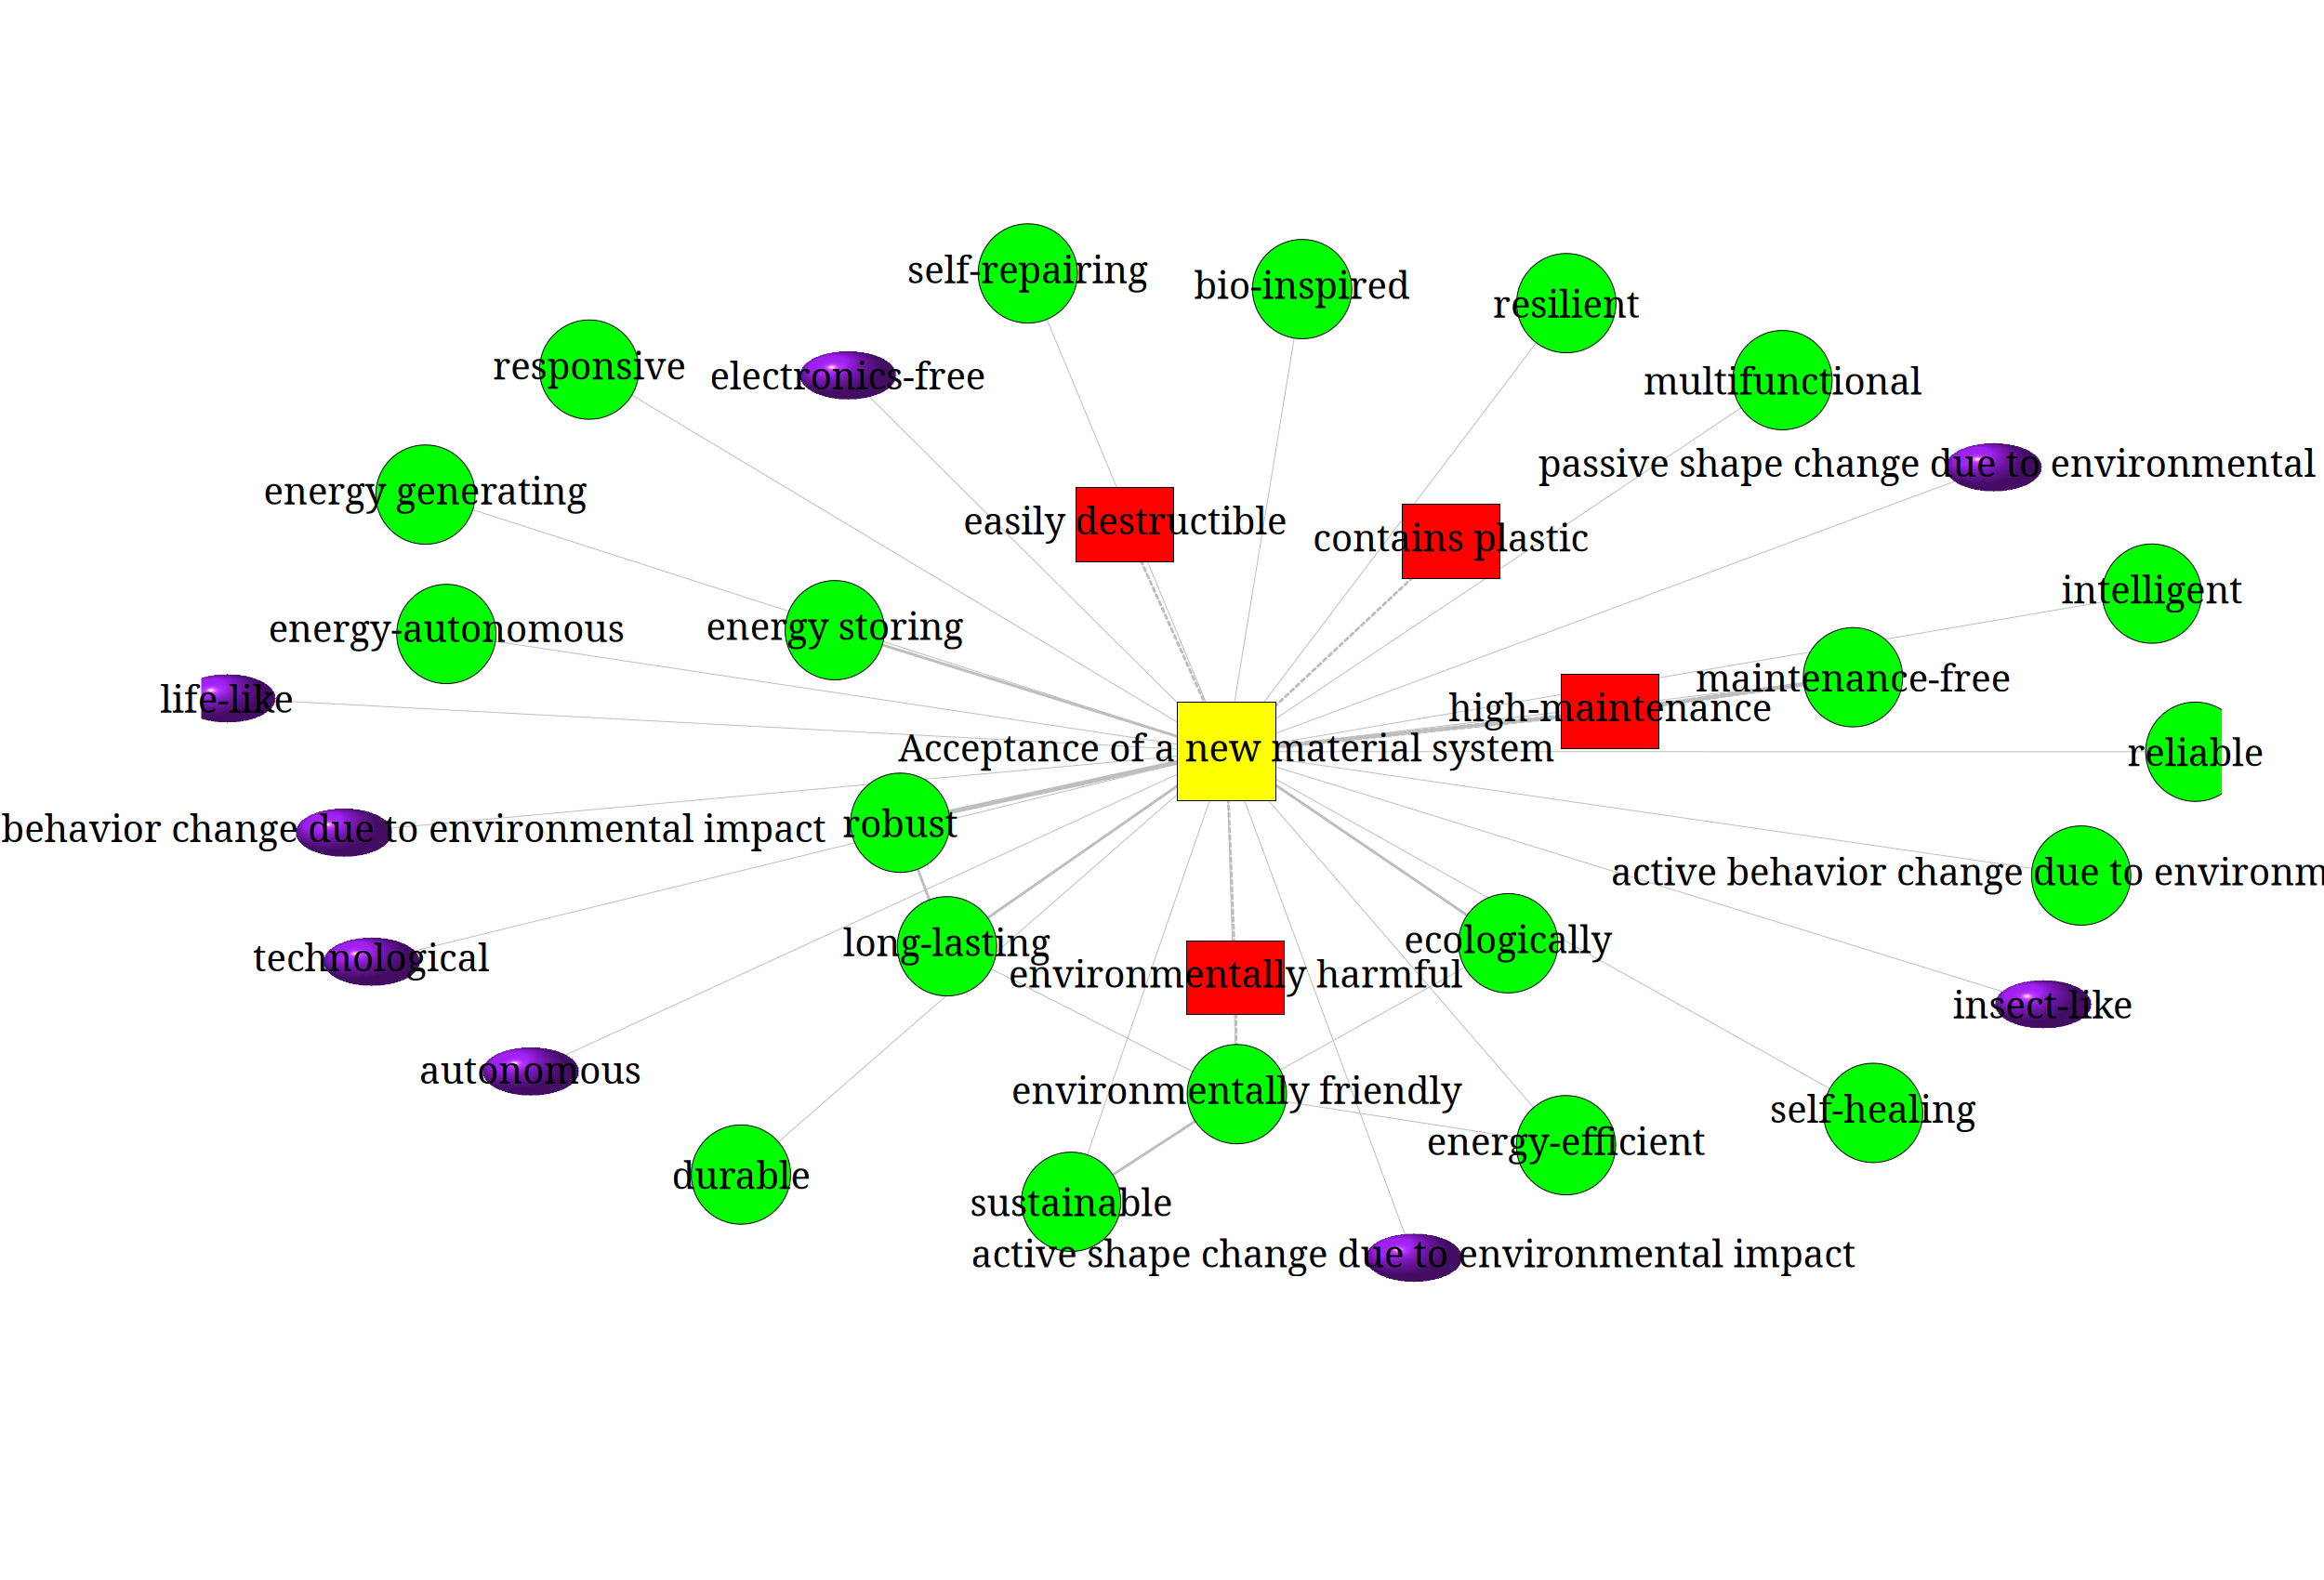 self-repairing
bio-inspired
resilient
responsive
electronics-free
multifunctional
passive shape change due to environmental
energy generating
easily destructible
contains plastic
intelligent
energy-autonomous
energy storing
maintenance-free
life-like
high-maintenance
Acceptance of a new material system
reliable
behavior change due to environmental impact
robust
active behavior change due to environm
technological
long-lasting
ecologically
environmentally harmful
insect-like
autonomous
environmentally friendly
self-healing
energy-efficient
durable
sustainable
active shape change due to environmental impact